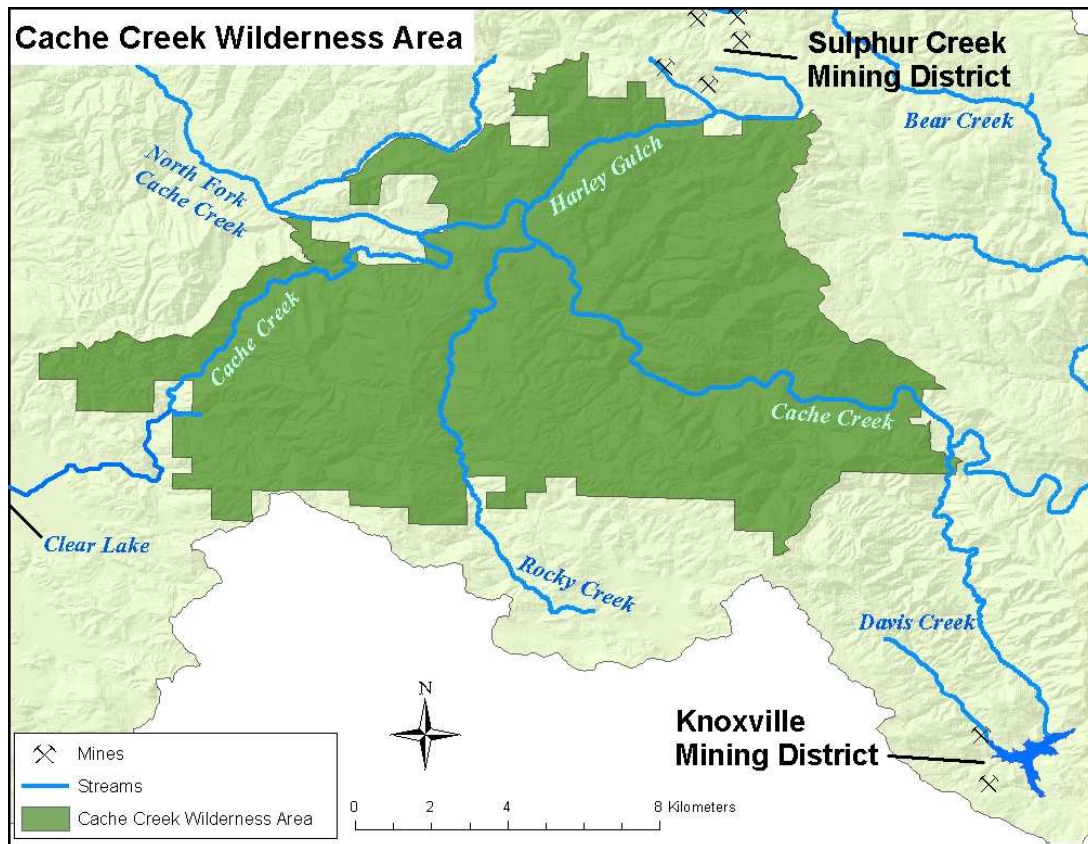 Cache Creek Wilderness Area
Sulphur Creek
Mining District
Bear Creek
North Fork
Cache Creek
Harley Gulch
Cache Creek
Cache Creek
Clear Lake
Rocky Creek
Davis Creek
Knoxville
Mining District
N
Mines
Streams
Cache Creek Wilderness Area
0 2 4 8 Kilometers